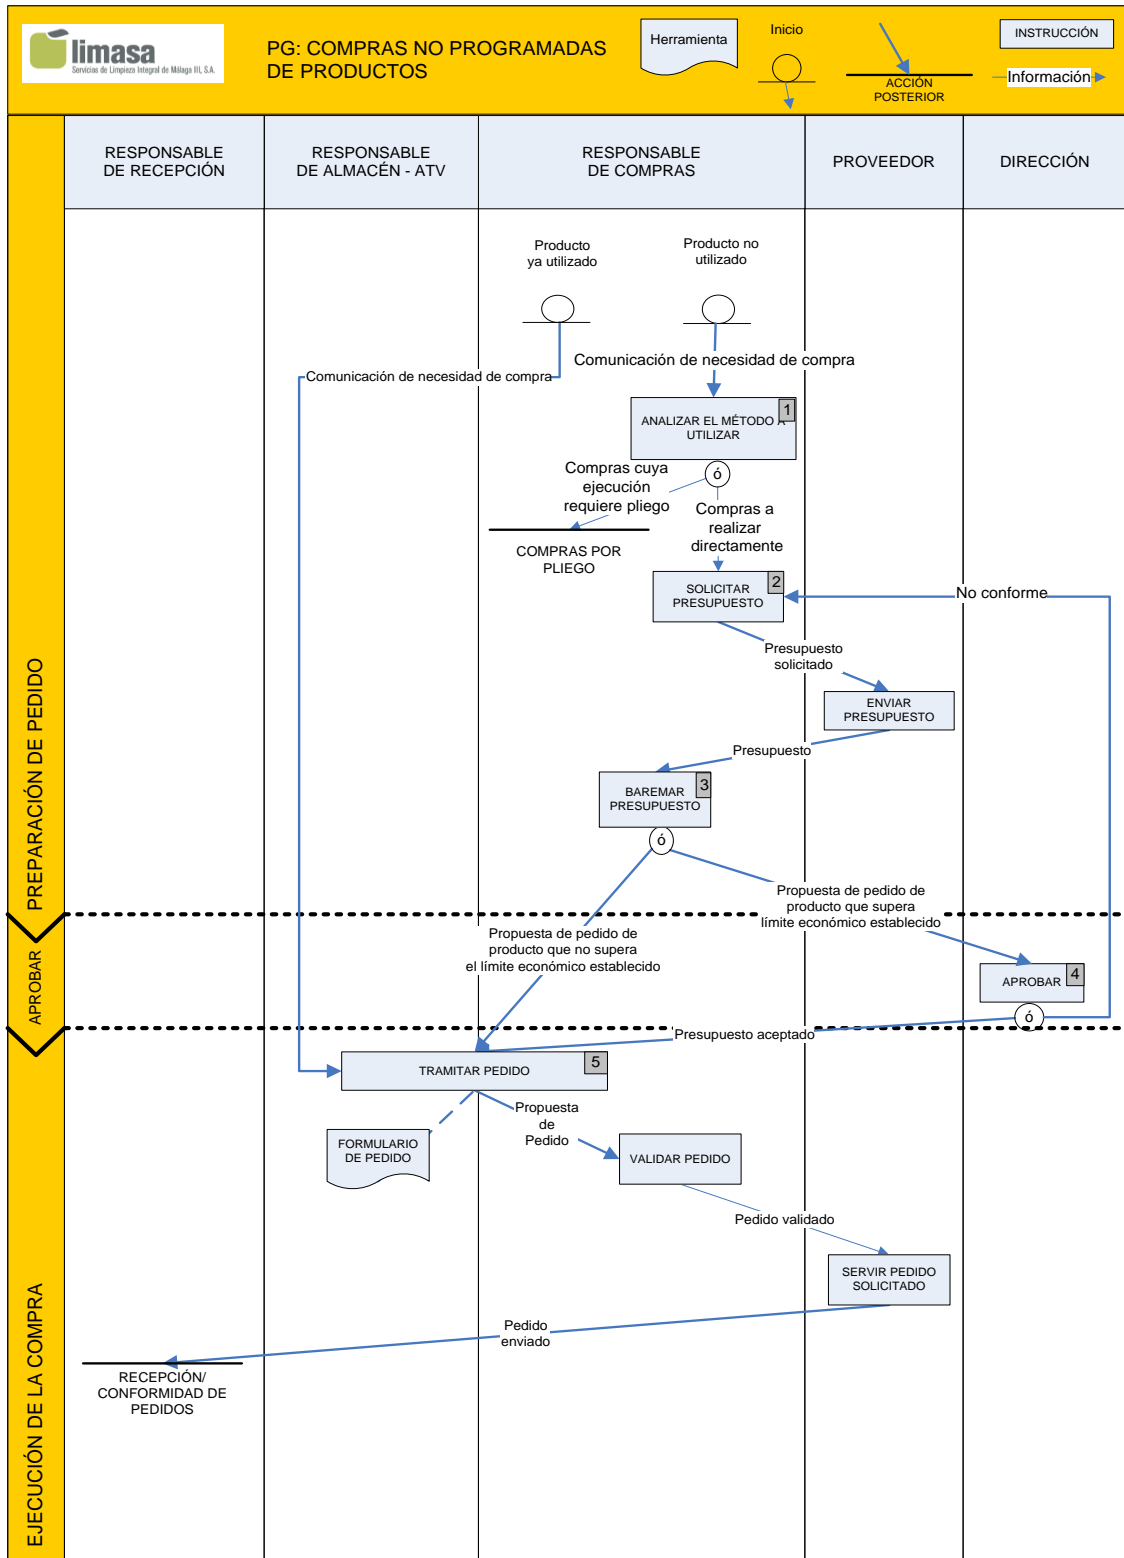 limasa
Servicios de Limpieza Integral de Málaga III, S.A.
PG: COMPRAS NO PROGRAMADAS
DE PRODUCTOS
Herramienta
Inicio
ACCIÓN
POSTERIOR
INSTRUCCIÓN
Información
RESPONSABLE
DE RECEPCIÓN
RESPONSABLE
DE ALMACÉN - ATV
RESPONSABLE
DE COMPRAS
PROVEEDOR
DIRECCIÓN
PREPARACIÓN DE PEDIDO
Producto
ya utilizado
Producto no
utilizado
Comunicación de necesidad de compra
Comunicación de necesidad de compra
ANALIZAR EL MÉTODO A
UTILIZAR
1
ó
Compras cuya
ejecución
requiere pliego
Compras a
realizar
directamente
COMPRAS POR
PLIEGO
SOLICITAR
PRESUPUESTO
2
No conforme
Presupuesto
solicitado
ENVIAR
PRESUPUESTO
Presupuesto
BAREMAR
PRESUPUESTO
3
ó
Propuesta de pedido de
producto que supera
límite económico establecido
APROBAR
Propuesta de pedido de
producto que no supera
el límite económico establecido
APROBAR
4
ó
Presupuesto aceptado
EJECUCIÓN DE LA COMPRA
TRAMITAR PEDIDO
5
Propuesta
de
Pedido
FORMULARIO
DE PEDIDO
VALIDAR PEDIDO
Pedido validado
SERVIR PEDIDO
SOLICITADO
Pedido
enviado
RECEPCIÓN/
CONFORMIDAD DE
PEDIDOS